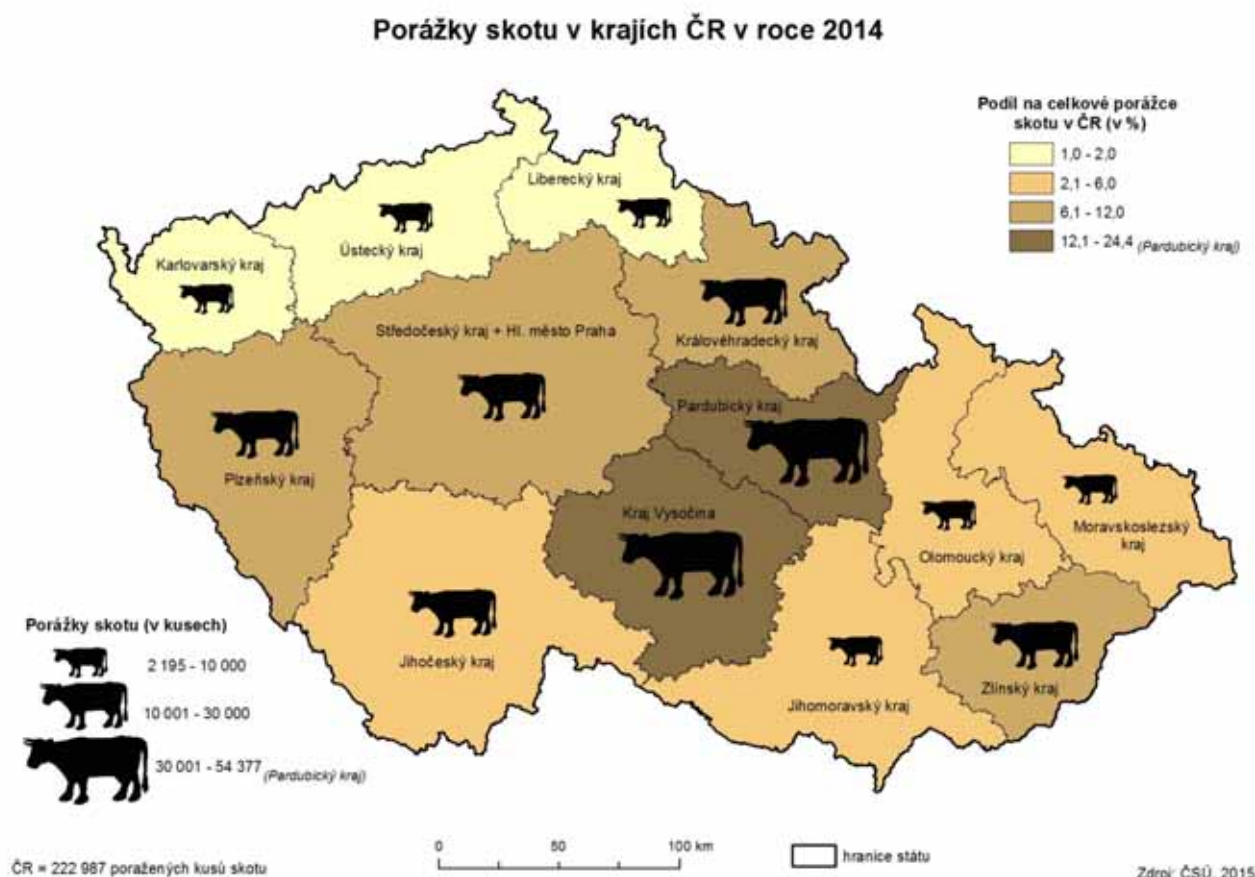 Porážky skotu v krajích ČR v roce 2014
Podíl na celkové porážce
skotu v ČR (v %)
1,0 - 2,0
2,1 - 6,0
6,1 - 12,0
12,1 - 24,4 (Pardubický kraj)
Liberecký kraj
Ústecký kraj
Karlovarský kraj
Středočeský kraj + Hl. město Praha
Královéhradecký kraj
Pardubický kraj
Plzeňský kraj
Kraj Vysočina
Moravskoslezský
kraj
Olomoucký kraj
Jihočeský kraj
Zlínský kraj
Jihomoravský kraj
Porážky skotu (v kusech)
2 195 - 10 000
10 001 - 30 000
30 001 - 54 377 (Pardubický kraj)
0 50 100 km
hranice státu
ČR = 222 987 poražených kusů skotu
Zdroj: ČSÚ, 2015